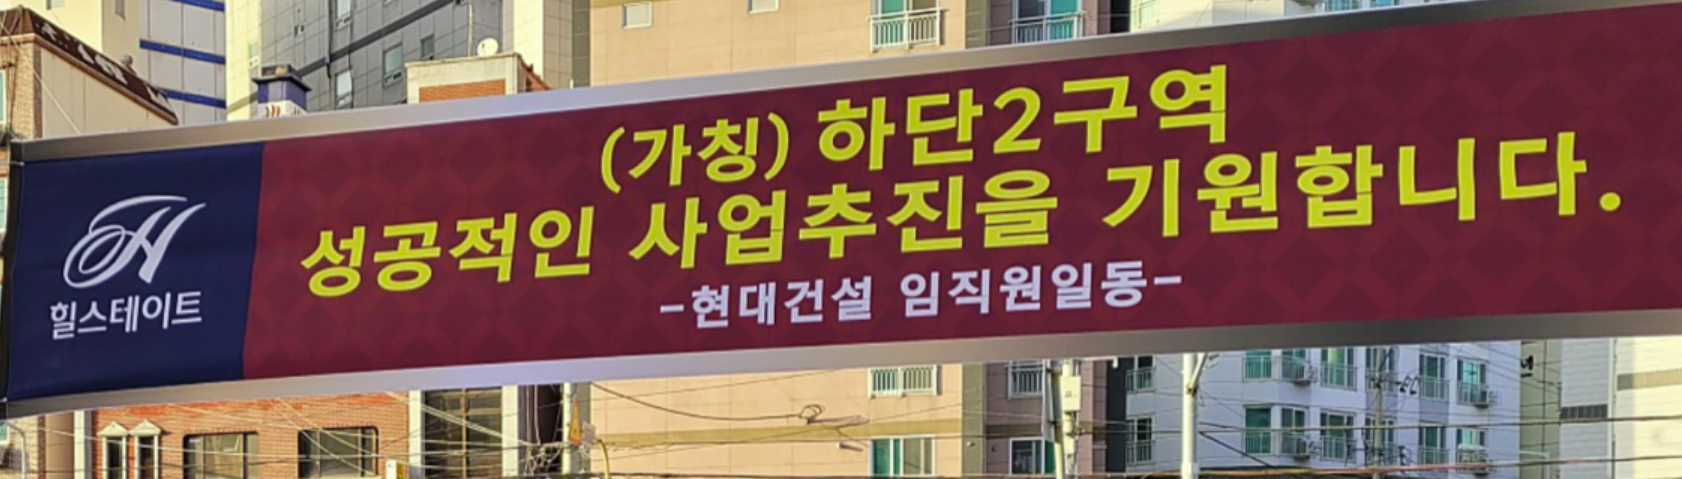 (가칭) 하단2구역
성공적인 사업추진을 기원합니다.
-현대건설 임직원일동-
힐스테이트